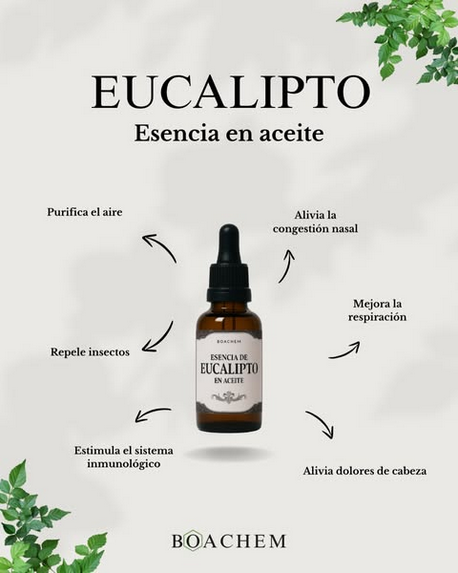 EUCALIPTO
Esencia en aceite
Purifica el aire
Alivia la
congestión nasal
Mejora la
respiración
Repele insectos
BOACHEM
ESENCIA DE
EUCALIPTO
EN ACEITE
Estimula el sistema
inmunológico
Alivia dolores de cabeza
BOACHEM